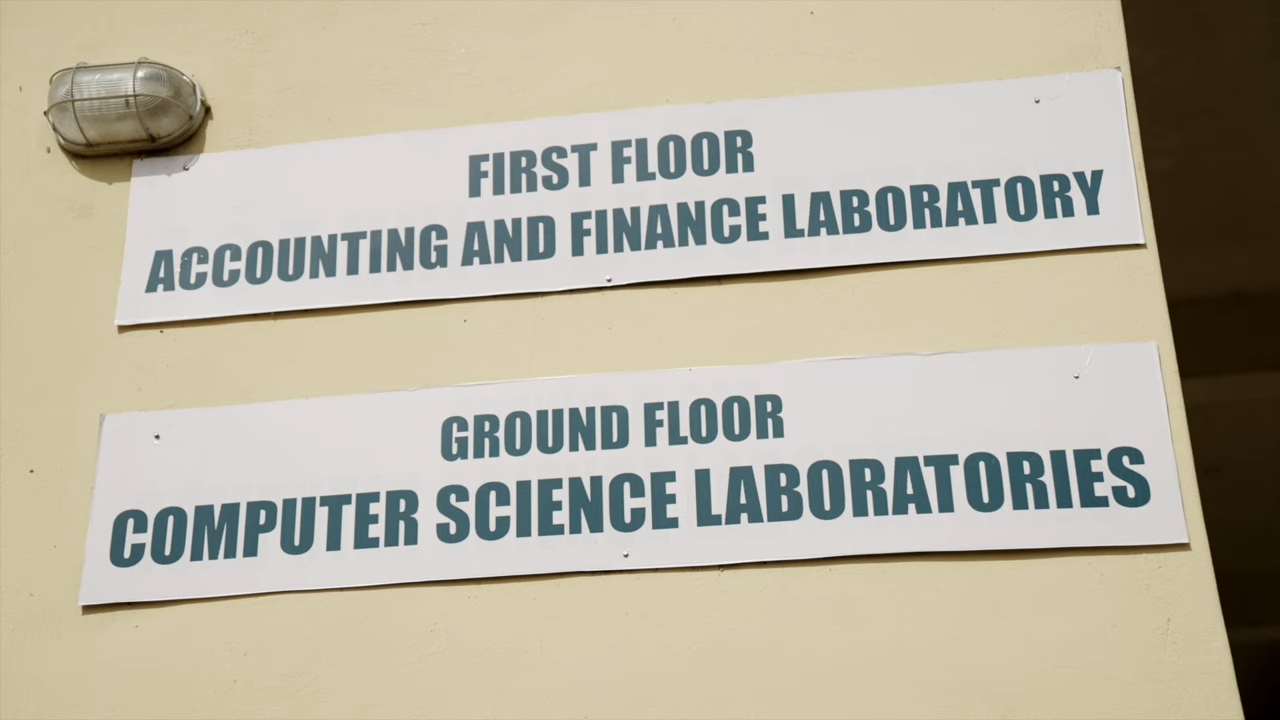 FIRST FLOOR
ACCOUNTING AND FINANCE LABORATORY
GROUND FLOOR
COMPUTER SCIENCE LABORATORIES